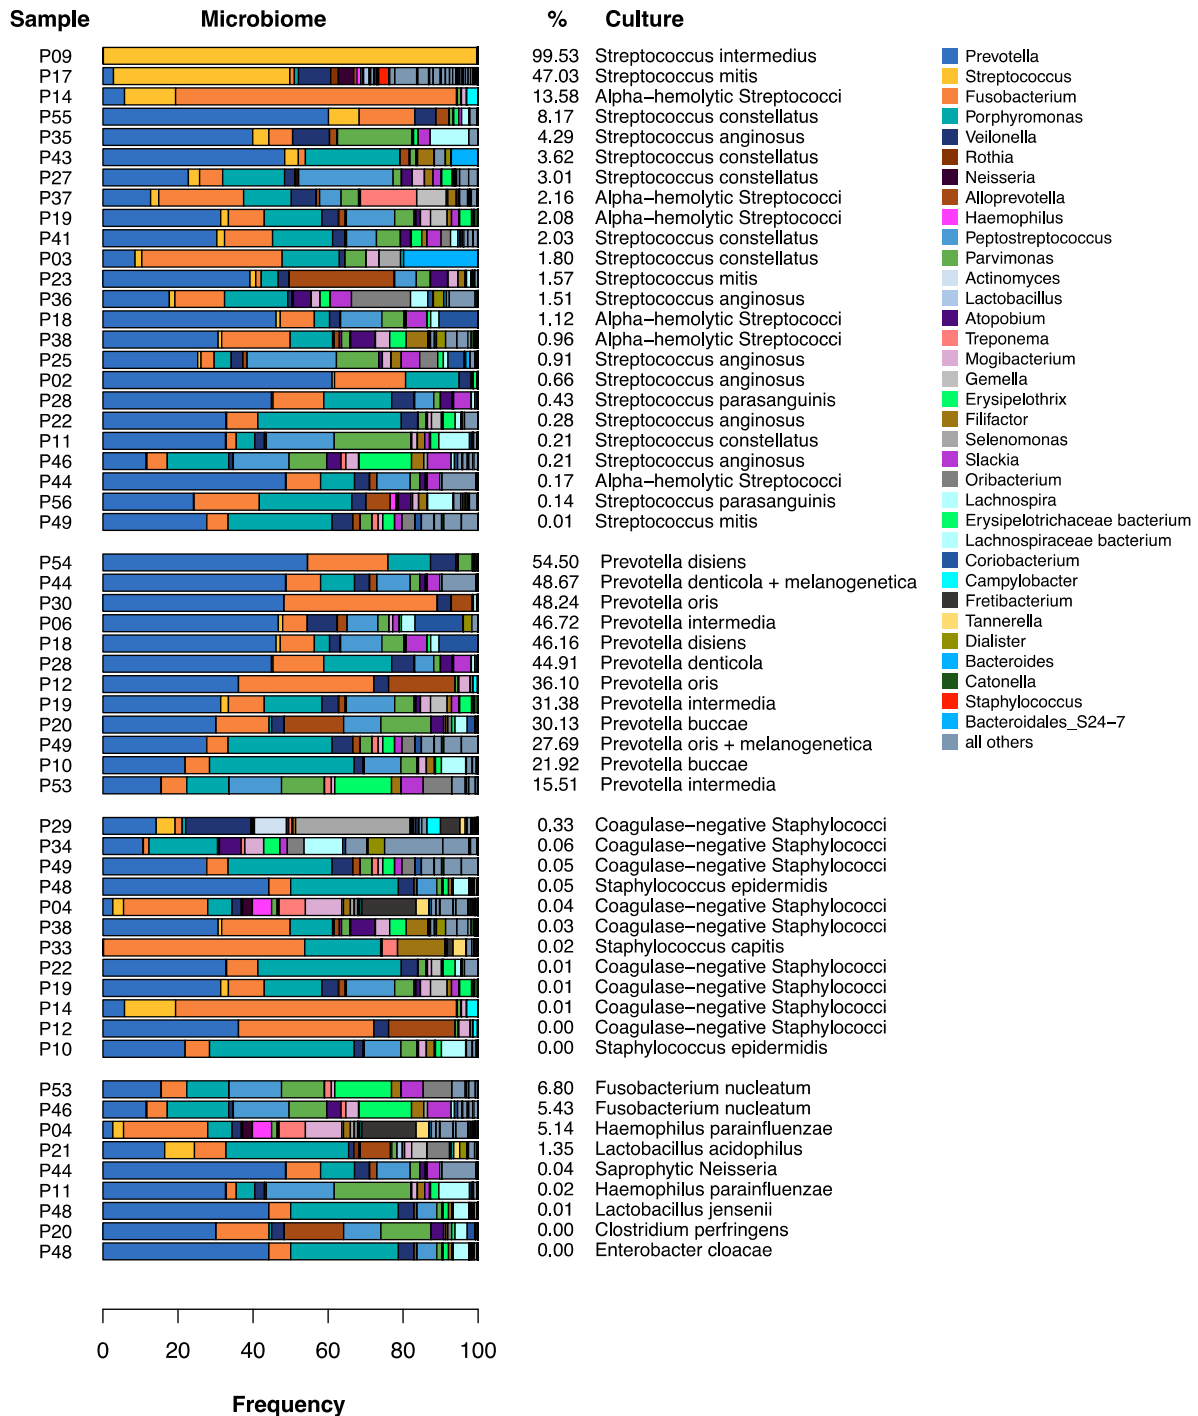 Sample Microbiome % Culture
P09 99.53 Streptococcus intermedius
P17 47.03 Streptococcus mitis
P14 13.58 Alpha−hemolytic Streptococci
P55 8.17 Streptococcus constellatus
P35 4.29 Streptococcus anginosus
P43 3.62 Streptococcus constellatus
P27 3.01 Streptococcus constellatus
P37 2.16 Alpha−hemolytic Streptococci
P19 2.08 Alpha−hemolytic Streptococci
P41 2.03 Streptococcus constellatus
P03 1.80 Streptococcus constellatus
P23 1.57 Streptococcus mitis
P36 1.51 Streptococcus anginosus
P18 1.12 Alpha−hemolytic Streptococci
P38 0.96 Alpha−hemolytic Streptococci
P25 0.91 Streptococcus anginosus
P02 0.66 Streptococcus anginosus
P28 0.43 Streptococcus parasanguinis
P22 0.28 Streptococcus anginosus
P11 0.21 Streptococcus constellatus
P46 0.21 Streptococcus anginosus
P44 0.17 Alpha−hemolytic Streptococci
P56 0.14 Streptococcus parasanguinis
P49 0.01 Streptococcus mitis
P54 54.50 Prevotella disiens
P44 48.67 Prevotella denticola + melanogenetica
P30 48.24 Prevotella oris
P06 46.72 Prevotella intermedia
P18 46.16 Prevotella disiens
P28 44.91 Prevotella denticola
P12 36.10 Prevotella oris
P19 31.38 Prevotella intermedia
P20 30.13 Prevotella buccae
P49 27.69 Prevotella oris + melanogenetica
P10 21.92 Prevotella buccae
P53 15.51 Prevotella intermedia
P29 0.33 Coagulase−negative Staphylococci
P34 0.06 Coagulase−negative Staphylococci
P49 0.05 Coagulase−negative Staphylococci
P48 0.05 Staphylococcus epidermidis
P04 0.04 Coagulase−negative Staphylococci
P38 0.03 Coagulase−negative Staphylococci
P33 0.02 Staphylococcus capitis
P22 0.01 Coagulase−negative Staphylococci
P19 0.01 Coagulase−negative Staphylococci
P14 0.01 Coagulase−negative Staphylococci
P12 0.00 Coagulase−negative Staphylococci
P10 0.00 Staphylococcus epidermidis
P53 6.80 Fusobacterium nucleatum
P46 5.43 Fusobacterium nucleatum
P04 5.14 Haemophilus parainfluenzae
P21 1.35 Lactobacillus acidophilus
P44 0.04 Saprophytic Neisseria
P11 0.02 Haemophilus parainfluenzae
P48 0.01 Lactobacillus jensenii
P20 0.00 Clostridium perfringens
P48 0.00 Enterobacter cloacae
0 20 40 60 80 100
Frequency
Prevotella
Streptococcus
Fusobacterium
Porphyromonas
Veilonella
Rothia
Neisseria
Alloprevotella
Haemophilus
Peptostreptococcus
Parvimonas
Actinomyces
Lactobacillus
Atopobium
Treponema
Mogibacterium
Gemella
Erysipelothrix
Filifactor
Selenomonas
Slackia
Oribacterium
Lachnospira
Erysipelotrichaceae bacterium
Lachnospiraceae bacterium
Coriobacterium
Campylobacter
Fretibacterium
Tannerella
Dialister
Bacteroides
Catonella
Staphylococcus
Bacteroidales_S24−7
all others